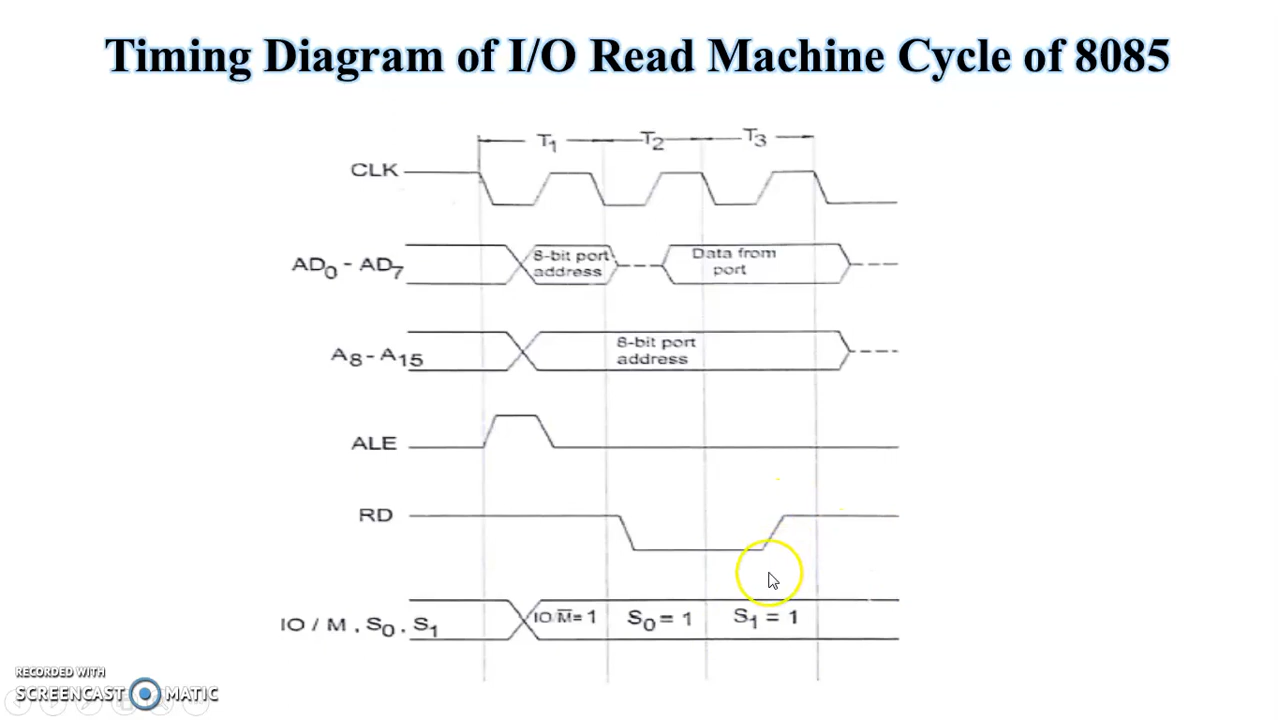 Timing Diagram of I/O Read Machine Cycle of 8085
T1 T2 T3
CLK
AD0 - AD7
8-bit port
address
Data from
port
A8 - A15
8-bit port
address
ALE
RD
IO / M , S0 , S1
IO M̅ = 1 S0 = 1 S1 = 1
RECORDED WITH
SCREENCAST MATIC